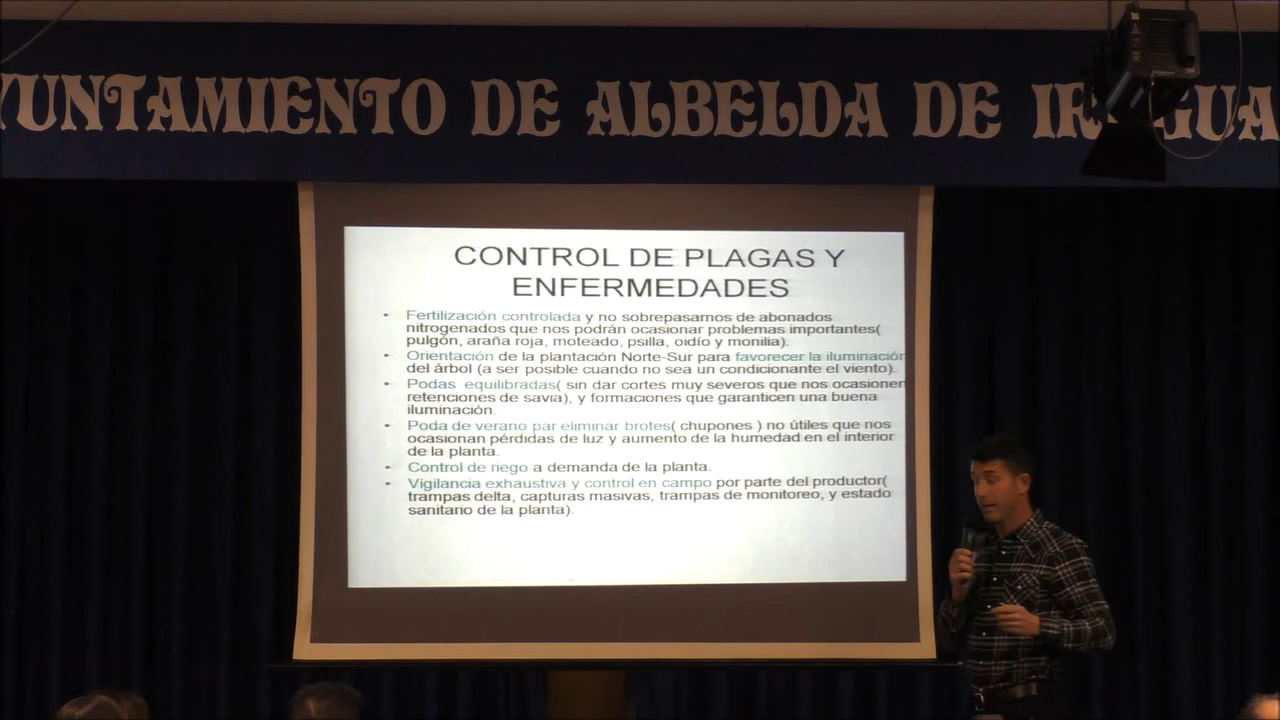 YUNTAMIENTO DE ALBELDA DE IR GUA
CONTROL DE PLAGAS Y
ENFERMEDADES
• Fertilización controlada y no sobrepasarnos de abonados
nitrogenados que nos podrán ocasionar problemas importantes(
pulgón, araña roja, moteado, psilla, oidío y monilia).
• Orientación de la plantación Norte-Sur para favorecer la iluminación
del árbol (a ser posible cuando no sea un condicionante el viento).
• Podas equilibradas( sin dar cortes muy severos que nos ocasionen
retenciones de savia), y formaciones que garanticen una buena
iluminación.
• Poda de verano par eliminar brotes( chupones ) no útiles que nos
ocasionan pérdidas de luz y aumento de la humedad en el interior
de la planta.
• Control de riego a demanda de la planta.
• Vigilancia exhaustiva y control en campo por parte del productor(
trampas delta, capturas masivas, trampas de monitoreo, y estado
sanitario de la planta).